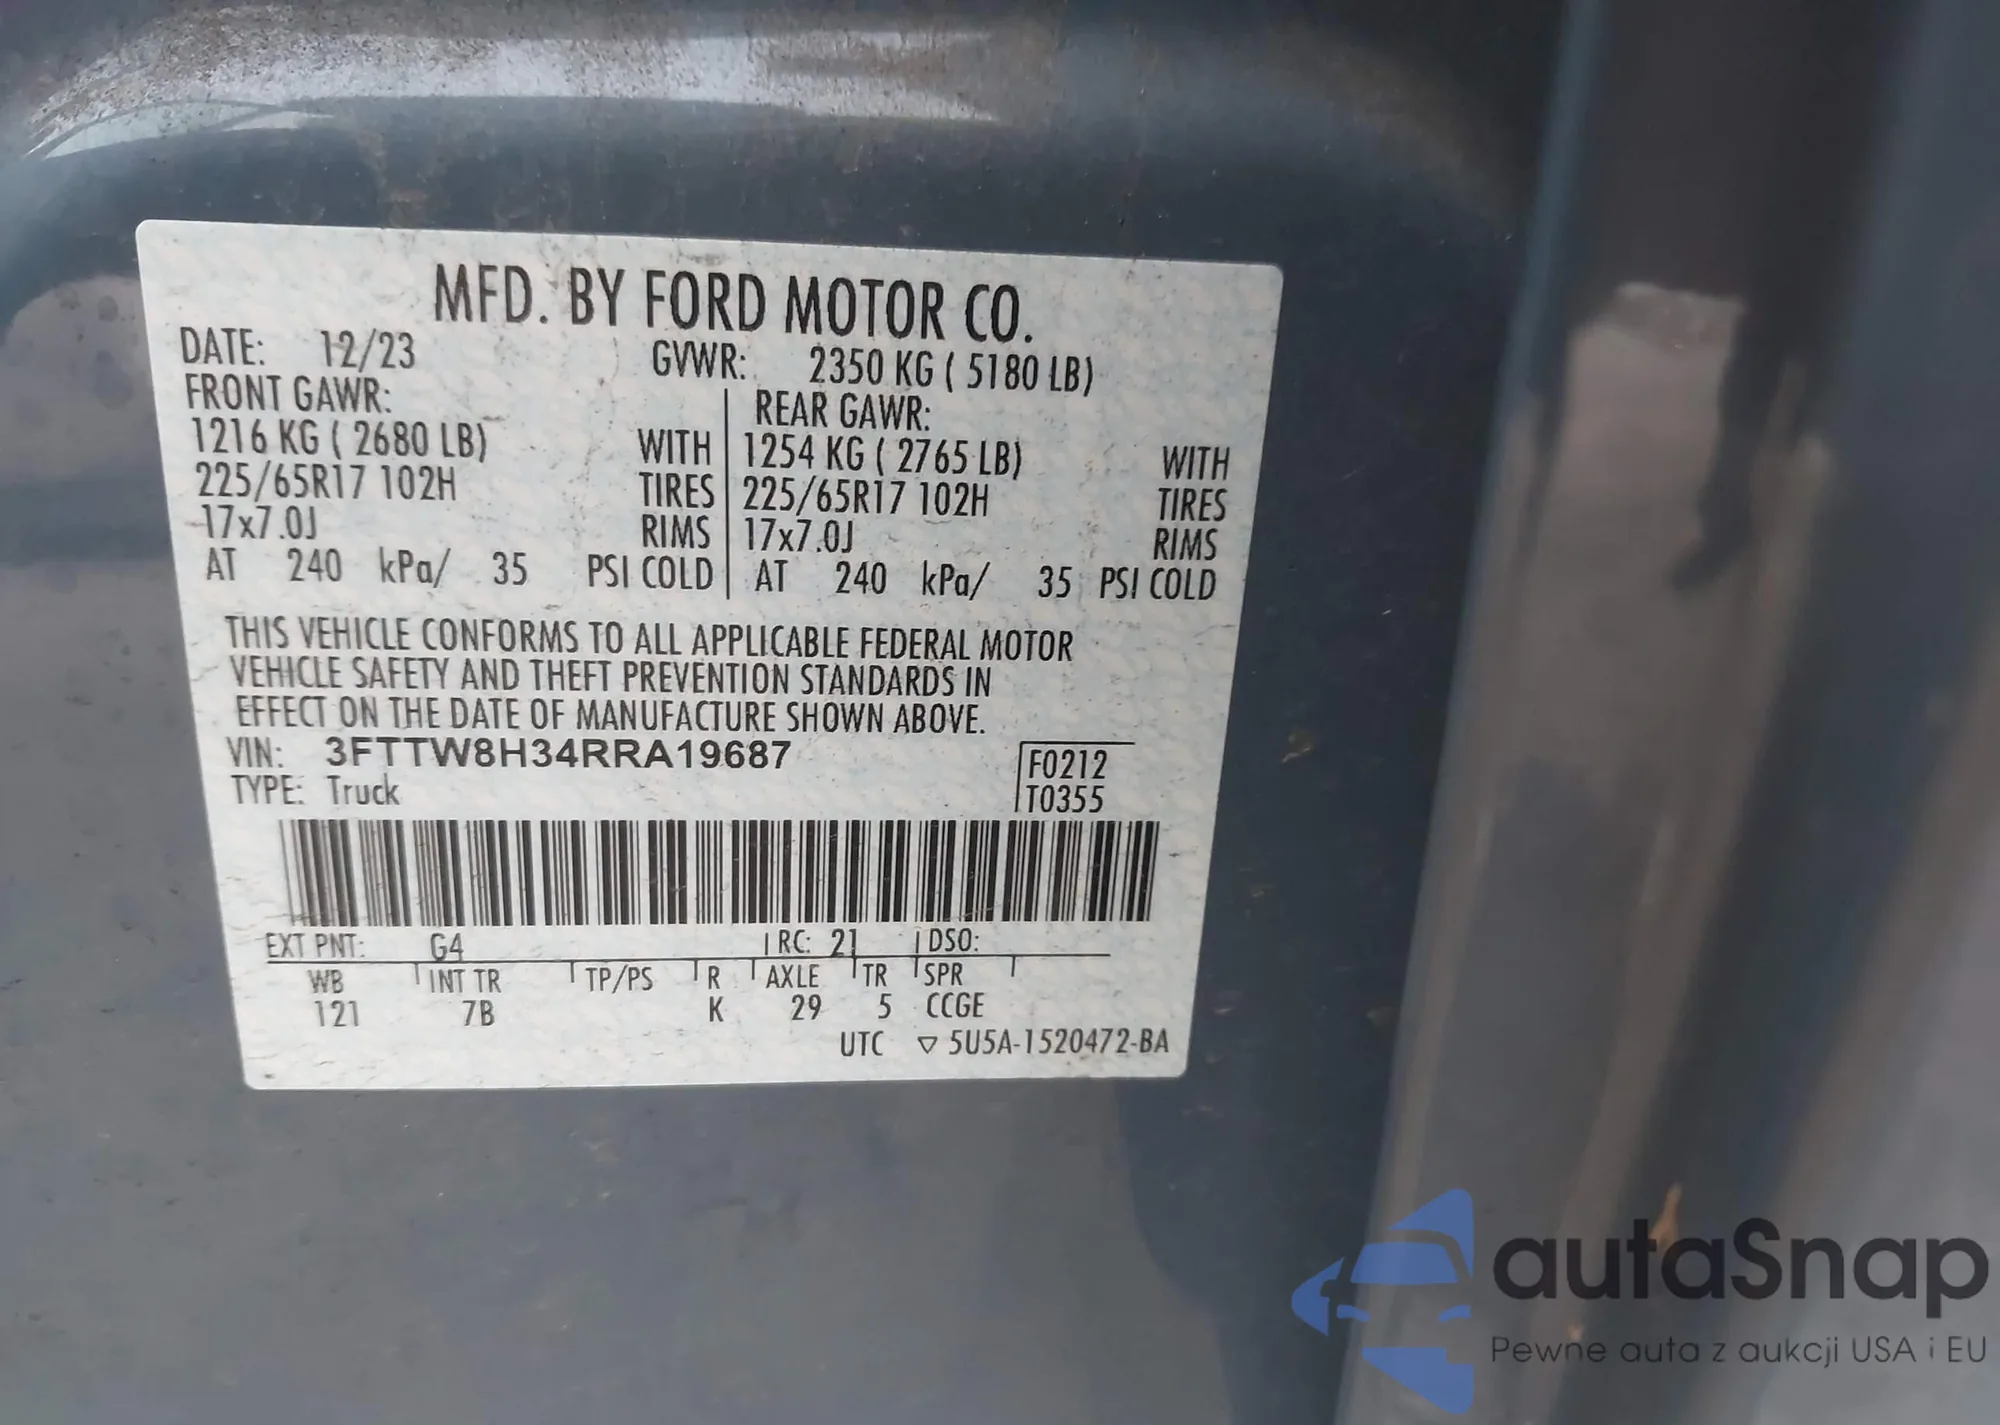 MFD. BY FORD MOTOR CO.
DATE: 12/23 GVWR: 2350 KG ( 5180 LB)
FRONT GAWR: REAR GAWR:
1216 KG ( 2680 LB) WITH 1254 KG ( 2765 LB) WITH
225/65R17 102H TIRES 225/65R17 102H TIRES
17x7.0J RIMS 17x7.0J RIMS
AT 240 kPa/ 35 PSI COLD AT 240 kPa/ 35 PSI COLD
THIS VEHICLE CONFORMS TO ALL APPLICABLE FEDERAL MOTOR
VEHICLE SAFETY AND THEFT PREVENTION STANDARDS IN
EFFECT ON THE DATE OF MANUFACTURE SHOWN ABOVE.
VIN: 3FTTW8H34RRA19687 F0212
TYPE: Truck T0355
EXT PNT: G4 RC: 21 DSO:
WB INT TR TP/PS R AXLE TR SPR
121 7B K 29 5 CCGE
UTC ▽ 5U5A-1520472-BA
autaSnap
Pewne auta z aukcji USA i EU